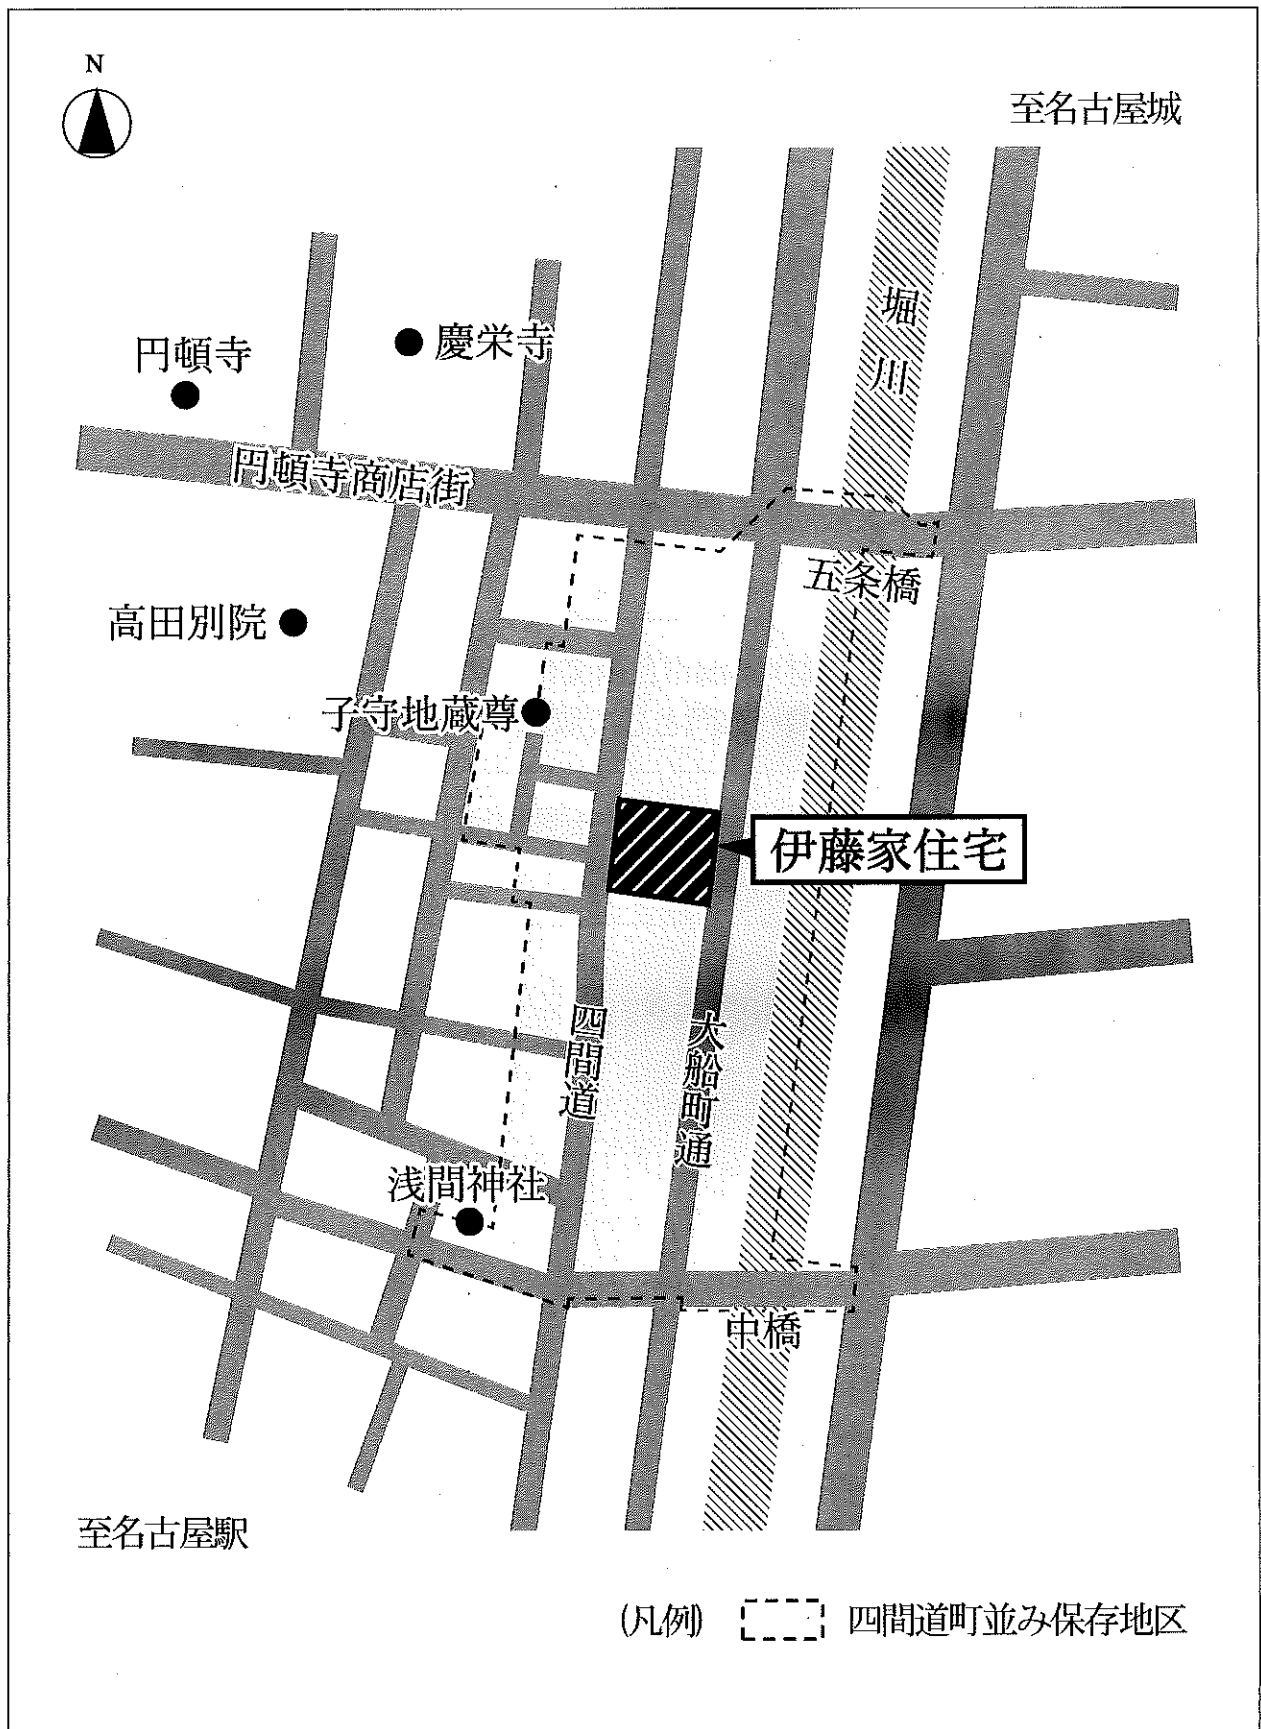 N
至名古屋城
堀川
円頓寺
慶栄寺
円頓寺商店街
五条橋
高田別院
子守地蔵尊
伊藤家住宅
四間道
大船町通
浅間神社
中橋
至名古屋駅
(凡例) 四間道町並み保存地区